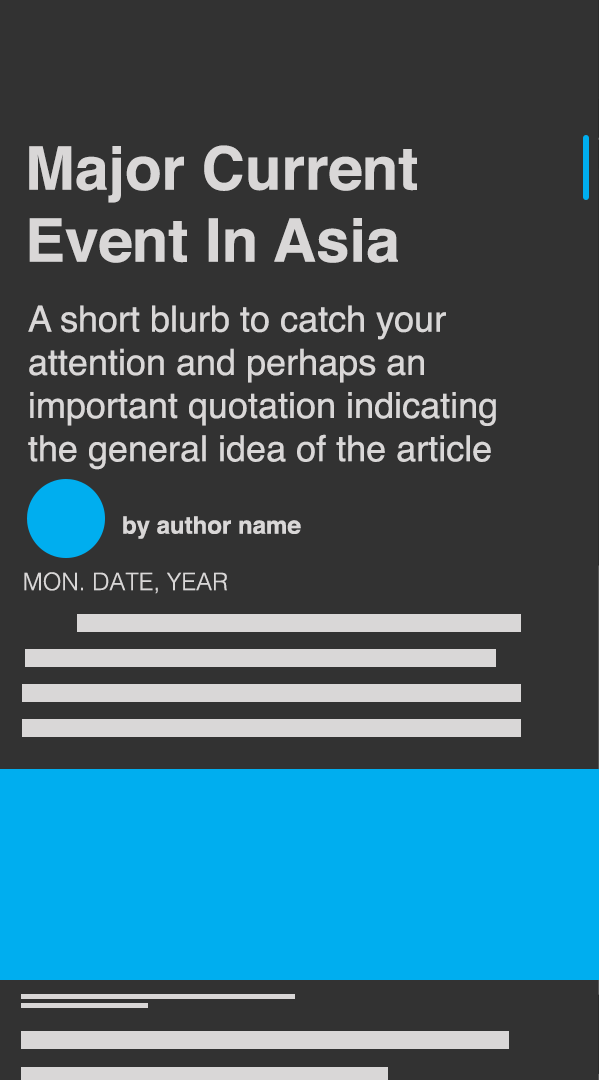 Major Current
Event In Asia
A short blurb to catch your
attention and perhaps an
important quotation indicating
the general idea of the article
by author name
MON. DATE, YEAR